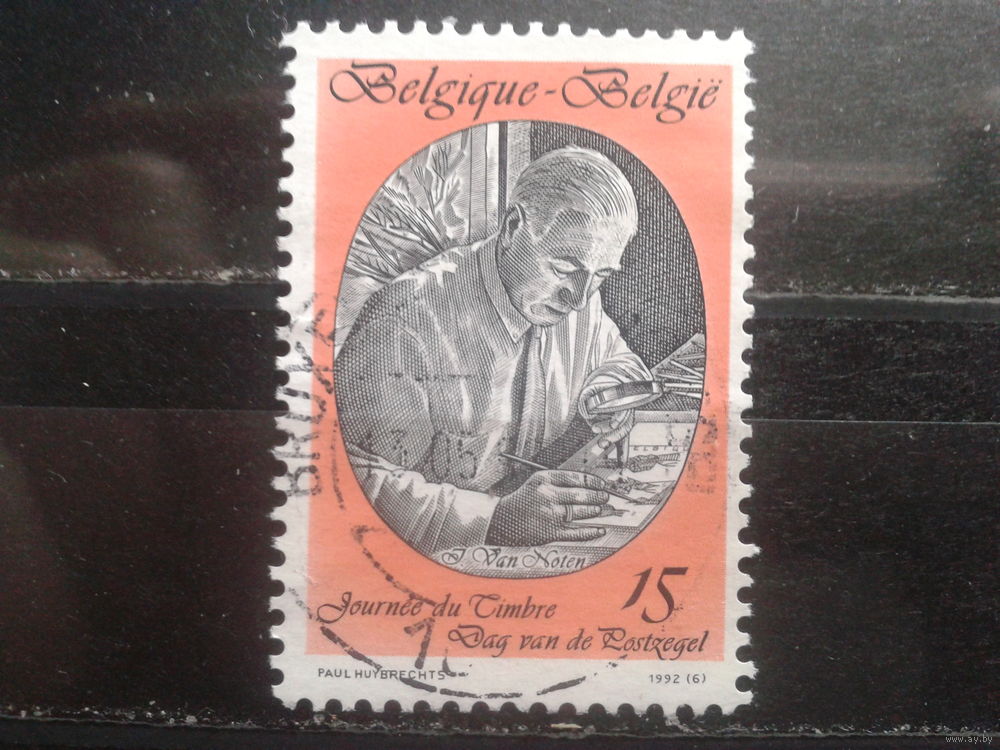 Belgique-België
BELGIQUE
J. Van Noten
15
Journée du Timbre
Dag van de Postzegel
PAUL HUYBRECHTS
1992 (6)
www.ay.by